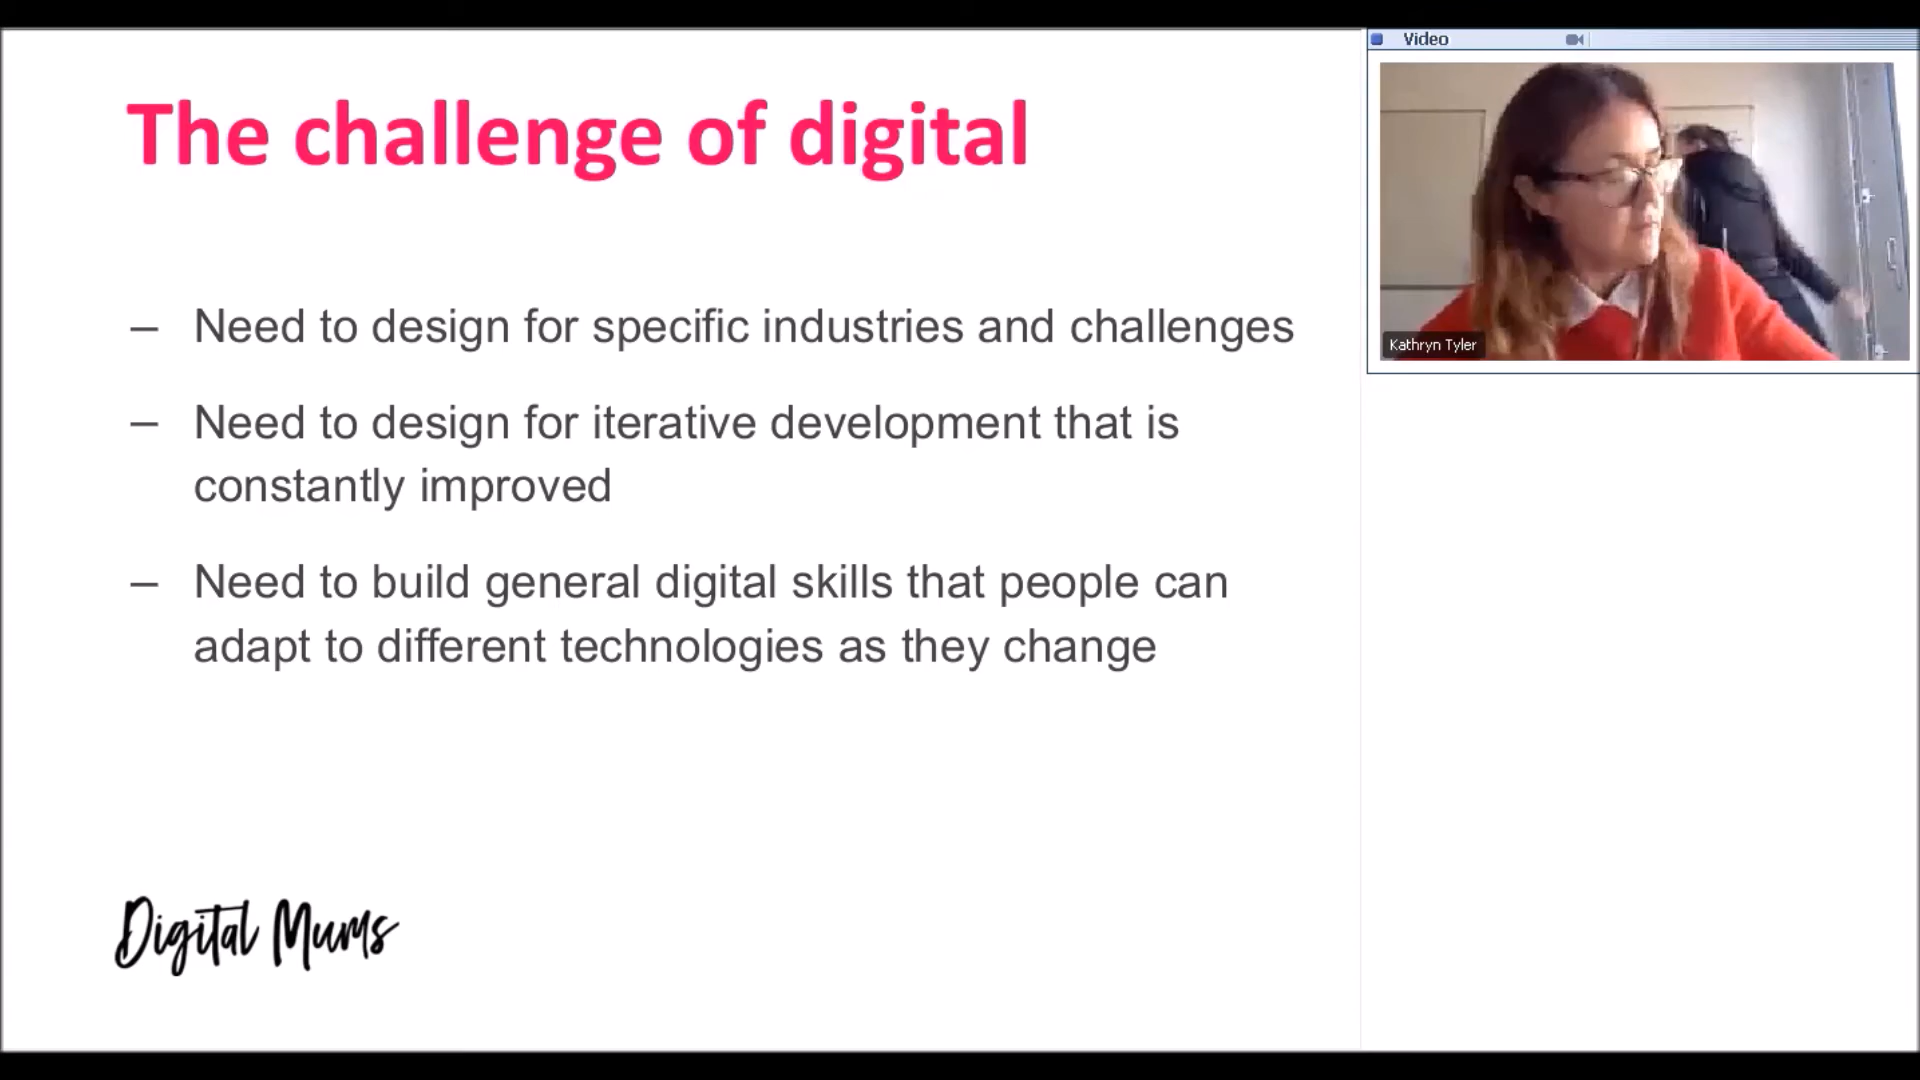 The challenge of digital
– Need to design for specific industries and challenges
– Need to design for iterative development that is
constantly improved
– Need to build general digital skills that people can
adapt to different technologies as they change
Digital Mums
Video
Kathryn Tyler